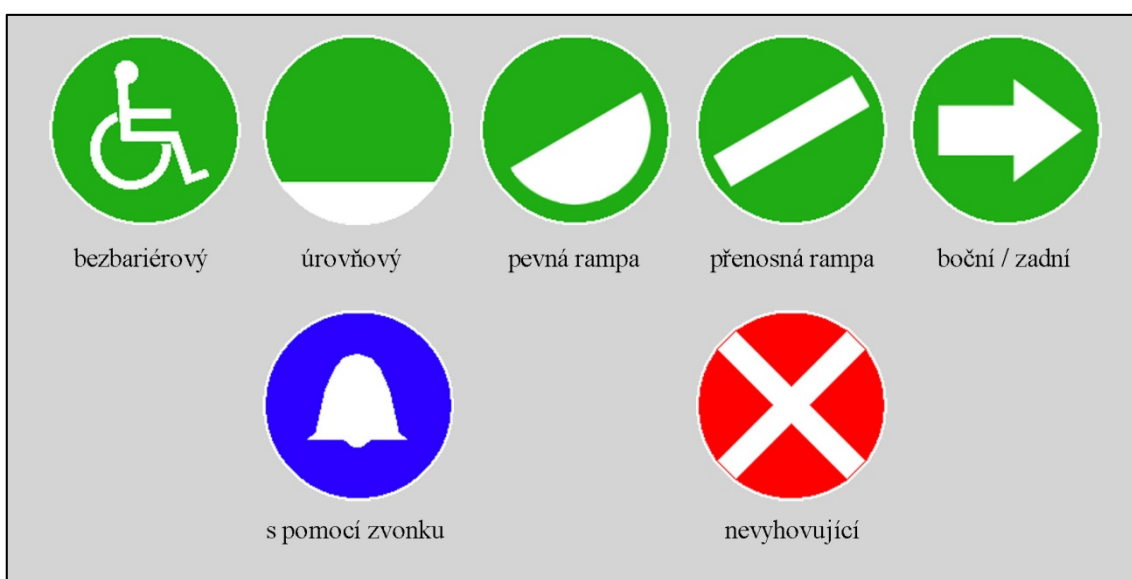 bezbariérový
úrovňový
pevná rampa
přenosná rampa
boční / zadní
s pomocí zvonku
nevyhovující